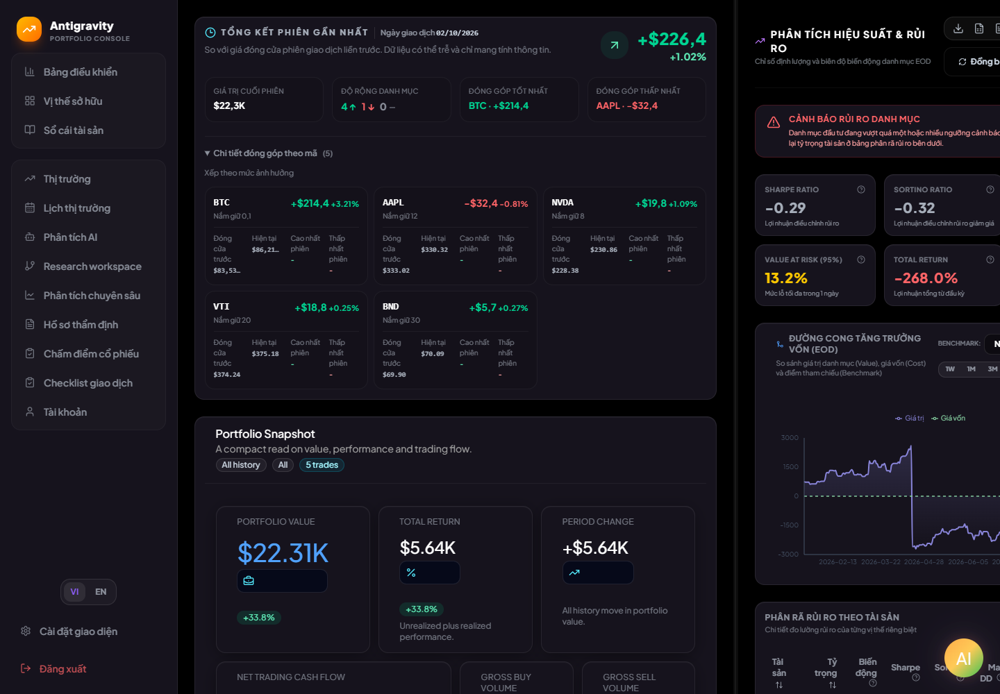 Antigravity
PORTFOLIO CONSOLE
Bảng điều khiển
Vị thế sở hữu
Sổ cái tài sản
Thị trường
Lịch thị trường
Phân tích AI
Research workspace
Phân tích chuyên sâu
Hồ sơ thẩm định
Chấm điểm cổ phiếu
Checklist giao dịch
Tài khoản
VI EN
Cài đặt giao diện
Đăng xuất
TỔNG KẾT PHIÊN GẦN NHẤT Ngày giao dịch 02/10/2026
So với giá đóng cửa phiên giao dịch liền trước. Dữ liệu có thể trễ và chỉ mang tính thông tin.
+$226,4
+1.02%
GIÁ TRỊ CUỐI PHIÊN
$22,3K
ĐỘ RỘNG DANH MỤC
4↑ 1↓ 0 –
ĐÓNG GÓP TỐT NHẤT
BTC · +$214,4
ĐÓNG GÓP THẤP NHẤT
AAPL · -$32,4
▼ Chi tiết đóng góp theo mã (5)
Xếp theo mức ảnh hưởng
BTC +$214,4 +3.21%
Nắm giữ 0,1
Đóng cửa trước $83,53…
Hiện tại $86,21…
Cao nhất phiên -
Thấp nhất phiên -
AAPL -$32,4 -0.81%
Nắm giữ 12
Đóng cửa trước $333.02
Hiện tại $330.32
Cao nhất phiên -
Thấp nhất phiên -
NVDA +$19,8 +1.09%
Nắm giữ 8
Đóng cửa trước $228.38
Hiện tại $230.86
Cao nhất phiên -
Thấp nhất phiên -
VTI +$18,8 +0.25%
Nắm giữ 20
Đóng cửa trước $374.24
Hiện tại $375.18
Cao nhất phiên -
Thấp nhất phiên -
BND +$5,7 +0.27%
Nắm giữ 30
Đóng cửa trước $69.90
Hiện tại $70.09
Cao nhất phiên -
Thấp nhất phiên -
Portfolio Snapshot
A compact read on value, performance and trading flow.
All history All 5 trades
PORTFOLIO VALUE
$22.31K
+33.8%
TOTAL RETURN
$5.64K
+33.8%
Unrealized plus realized
performance.
PERIOD CHANGE
+$5.64K
All history move in portfolio
value.
NET TRADING CASH FLOW
GROSS BUY
VOLUME
GROSS SELL
VOLUME
PHÂN TÍCH HIỆU SUẤT & RỦI
RO
Chỉ số định lượng và biên độ biến động danh mục EOD
Đồng b
CẢNH BÁO RỦI RO DANH MỤC
Danh mục đầu tư đang vượt quá một hoặc nhiều ngưỡng cảnh báo
lại tỷ trọng tài sản ở bảng phân rã rủi ro bên dưới.
SHARPE RATIO
-0.29
Lợi nhuận điều chỉnh rủi ro
SORTINO RATIO
-0.32
Lợi nhuận điều chỉnh rủi ro giảm giá
VALUE AT RISK (95%)
13.2%
Mức lỗ tối đa trong 1 ngày
TOTAL RETURN
-268.0%
Lợi nhuận tổng từ đầu kỳ
ĐƯỜNG CONG TĂNG TRƯỞNG
VỐN (EOD)
So sánh giá trị danh mục (Value), giá vốn (Cost)
và điểm tham chiếu (Benchmark)
BENCHMARK: N
1W 1M 3M
Giá trị Giá vốn
3000
1500
0
-1500
-3000
2026-02-13 2026-03-22 2026-04-28 2026-06-05 20
PHÂN RÃ RỦI RO THEO TÀI SẢN
Chi tiết đo lường rủi ro của từng vị thế riêng biệt
Tài sản ↑↓
Tỷ trọng ↑↓
Biến động
Sharpe
So
Ma
DD
AI